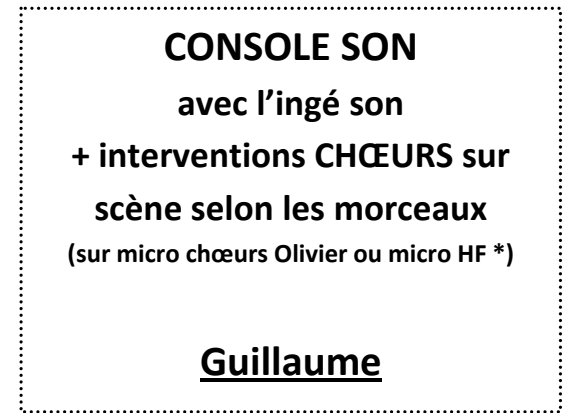 CONSOLE SON
avec l’ingé son
+ interventions CHŒURS sur
scène selon les morceaux
(sur micro chœurs Olivier ou micro HF *)
Guillaume